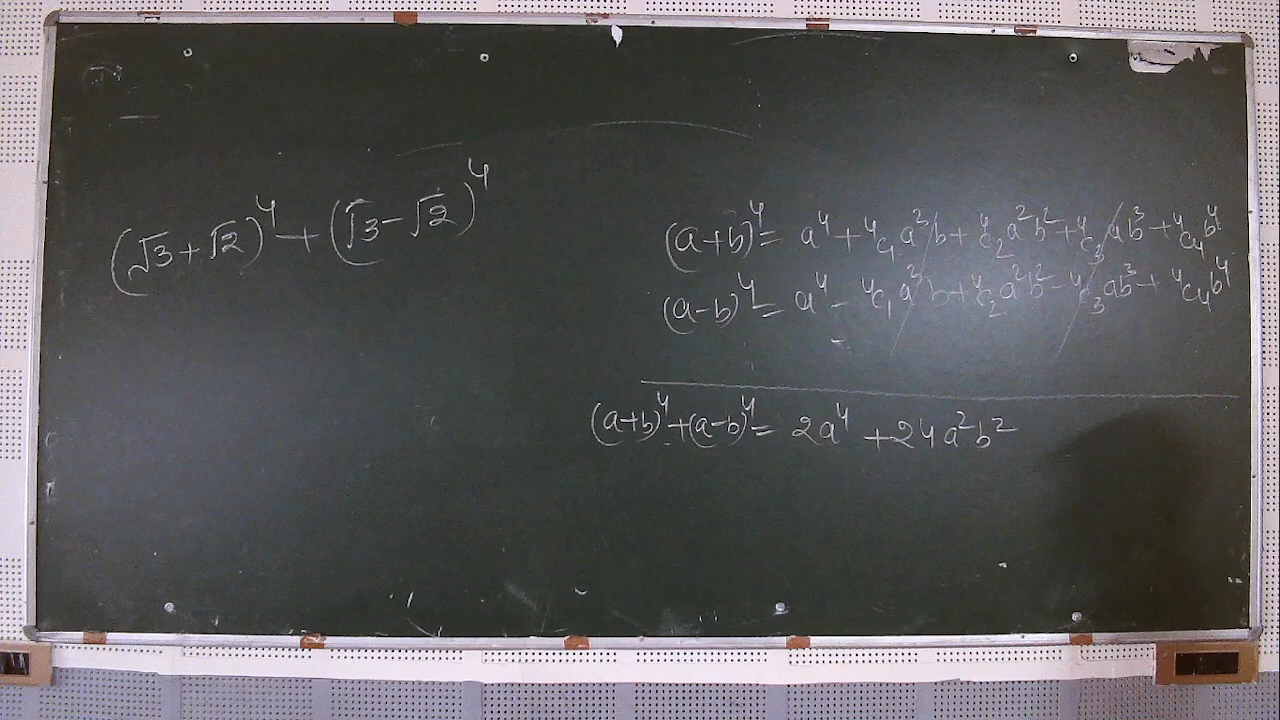 (√3+√2)⁴+(√3-√2)⁴
(a+b)⁴= a⁴+⁴c₁a³b+⁴c₂a²b²+⁴c₃ab³+⁴c₄b⁴
(a-b)⁴= a⁴-⁴c₁a³b+⁴c₂a²b²-⁴c₃ab³+⁴c₄b⁴
(a+b)⁴+(a-b)⁴= 2a⁴+24a²b²